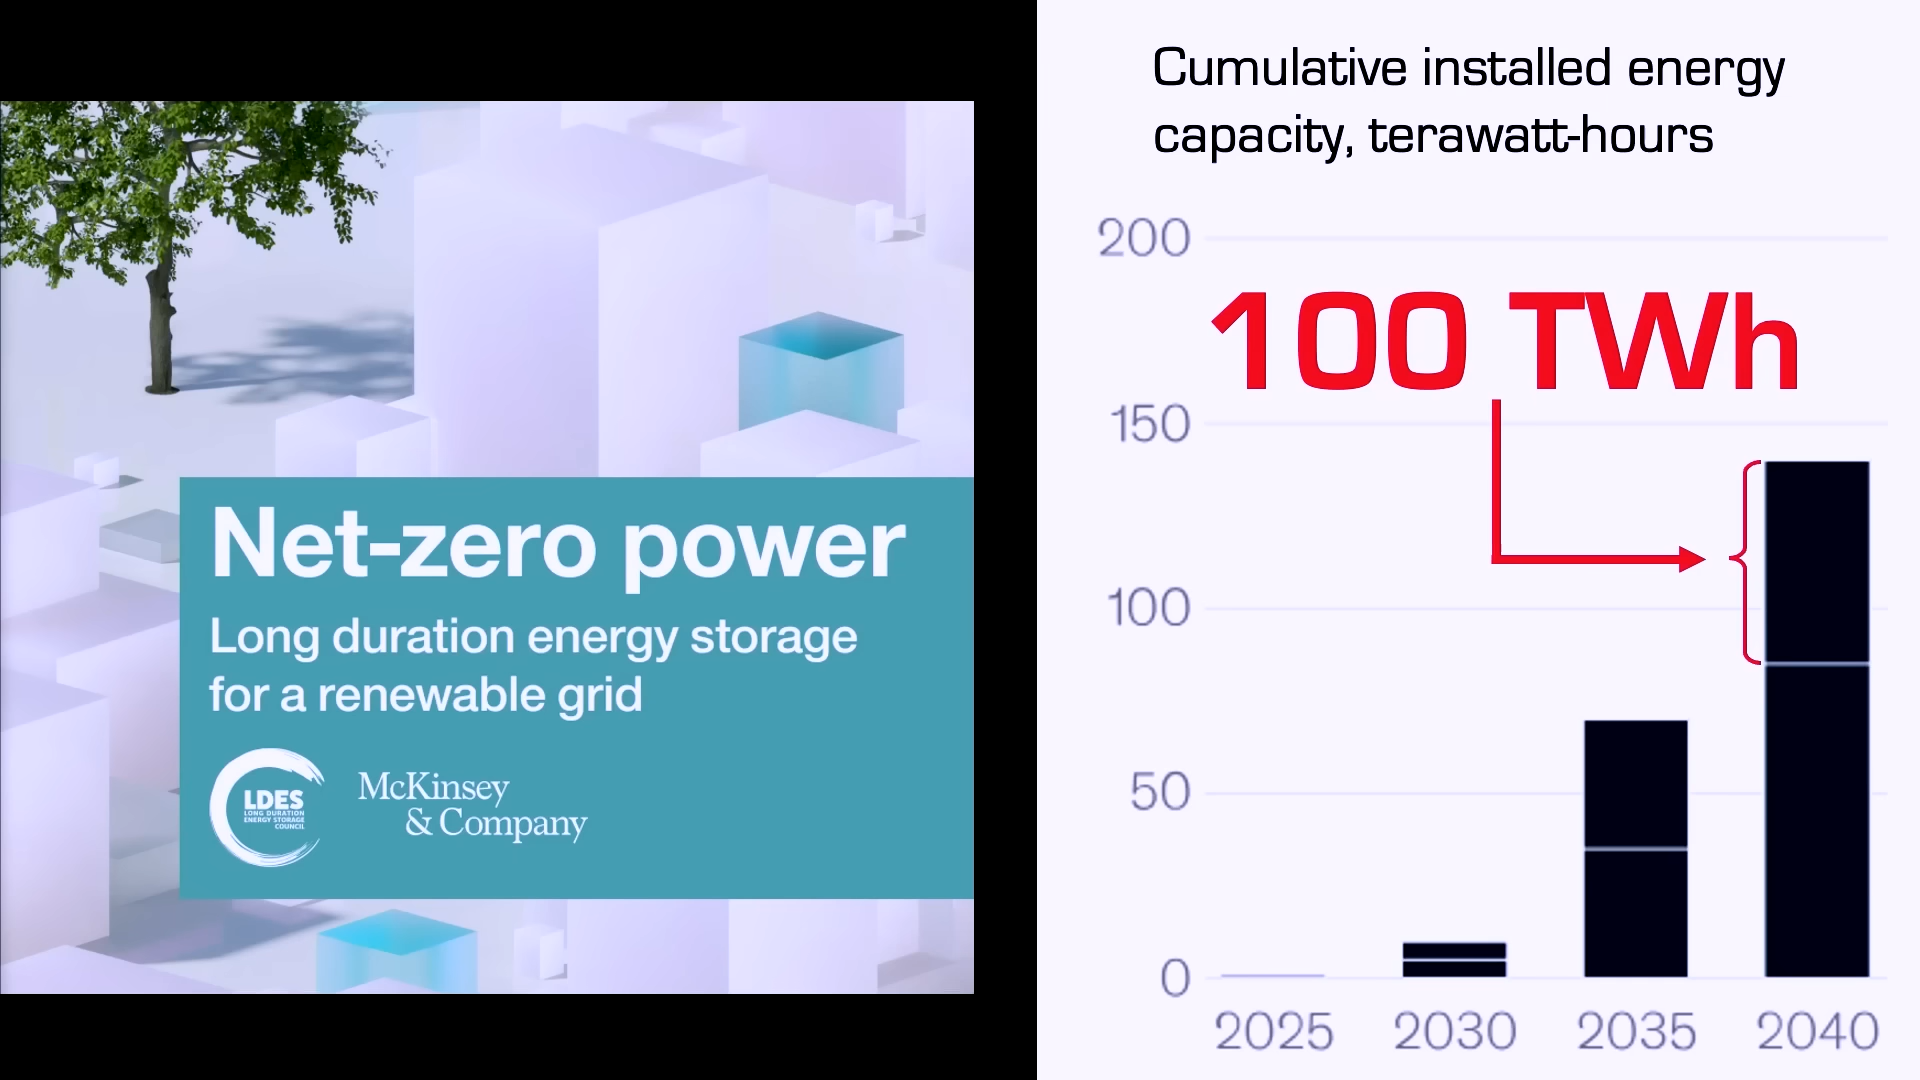 Net-zero power
Long duration energy storage
for a renewable grid
LDES
LONG DURATION
ENERGY STORAGE
COUNCIL
McKinsey
& Company
Cumulative installed energy
capacity, terawatt-hours
200
100 TWh
150
100
50
0
2025 2030 2035 2040